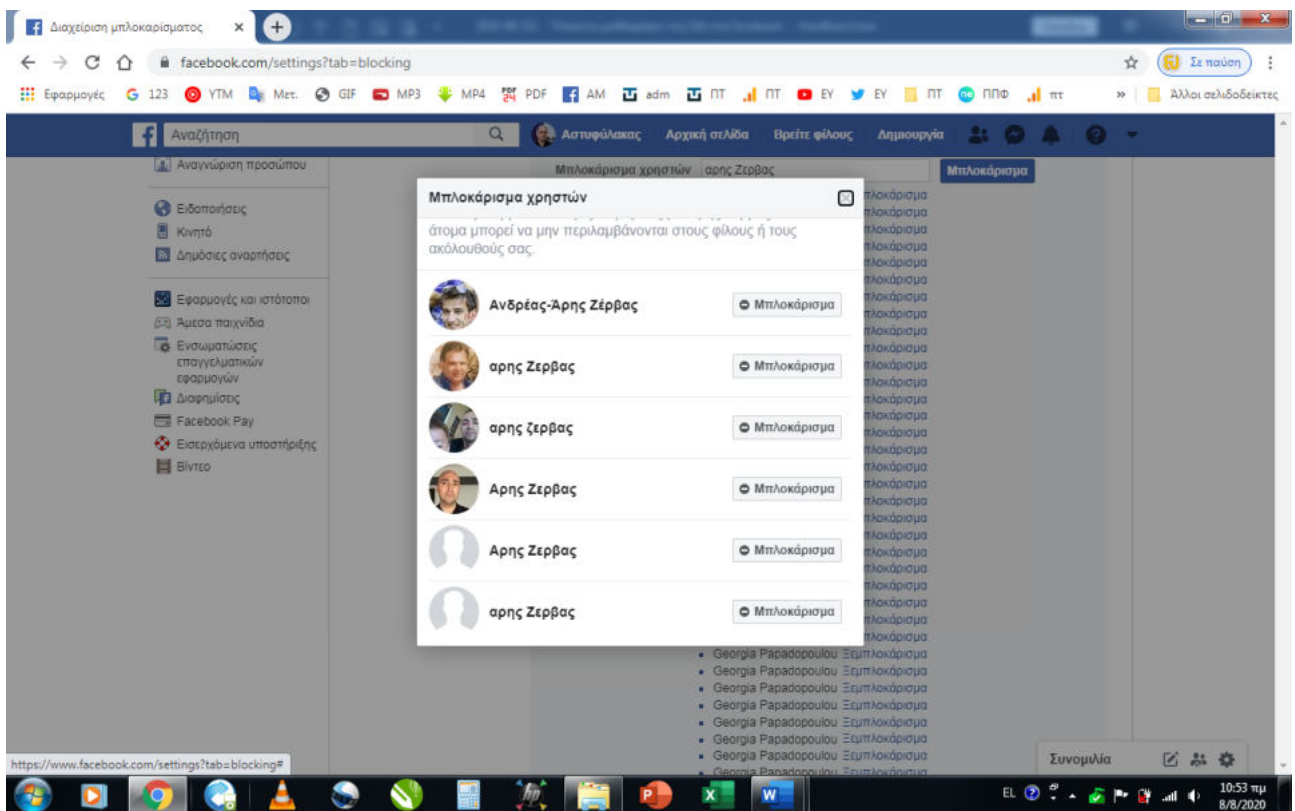 Διαχείριση μπλοκαρίσματος
facebook.com/settings?tab=blocking
Σε παύση
Εφαρμογές 123 YTM Μετ. GIF MP3 MP4 PDF AM adm ΠΤ ΠΤ ΕΥ ΕΥ ΠΤ ΠΠΦ πτ » Άλλοι σελιδοδείκτες
Αναζήτηση
Αστυφύλακας Αρχική σελίδα Βρείτε φίλους Δημιουργία
Αναγνώριση προσώπου
Ειδοποιήσεις
Κινητό
Δημόσιες αναρτήσεις
Εφαρμογές και ιστότοποι
Άμεσα παιχνίδια
Ενσωματώσεις
επαγγελματικών
εφαρμογών
Διαφημίσεις
Facebook Pay
Εισερχόμενα υποστήριξης
Βίντεο
Μπλοκάρισμα χρηστών αρης Ζερβας Μπλοκάρισμα
Μπλοκάρισμα χρηστών
άτομα μπορεί να μην περιλαμβάνονται στους φίλους ή τους
ακόλουθούς σας.
Ανδρέας-Άρης Ζέρβας Μπλοκάρισμα
αρης Ζερβας Μπλοκάρισμα
αρης ζερβας Μπλοκάρισμα
Αρης Ζερβας Μπλοκάρισμα
Αρης Ζερβας Μπλοκάρισμα
αρης Ζερβας Μπλοκάρισμα
Georgia Papadopoulou Ξεμπλοκάρισμα
Georgia Papadopoulou Ξεμπλοκάρισμα
Georgia Papadopoulou Ξεμπλοκάρισμα
Georgia Papadopoulou Ξεμπλοκάρισμα
Georgia Papadopoulou Ξεμπλοκάρισμα
Georgia Papadopoulou Ξεμπλοκάρισμα
Georgia Papadopoulou Ξεμπλοκάρισμα
Georgia Papadopoulou Ξεμπλοκάρισμα
Συνομιλία
https://www.facebook.com/settings?tab=blocking#
EL
10:53 πμ
8/8/2020